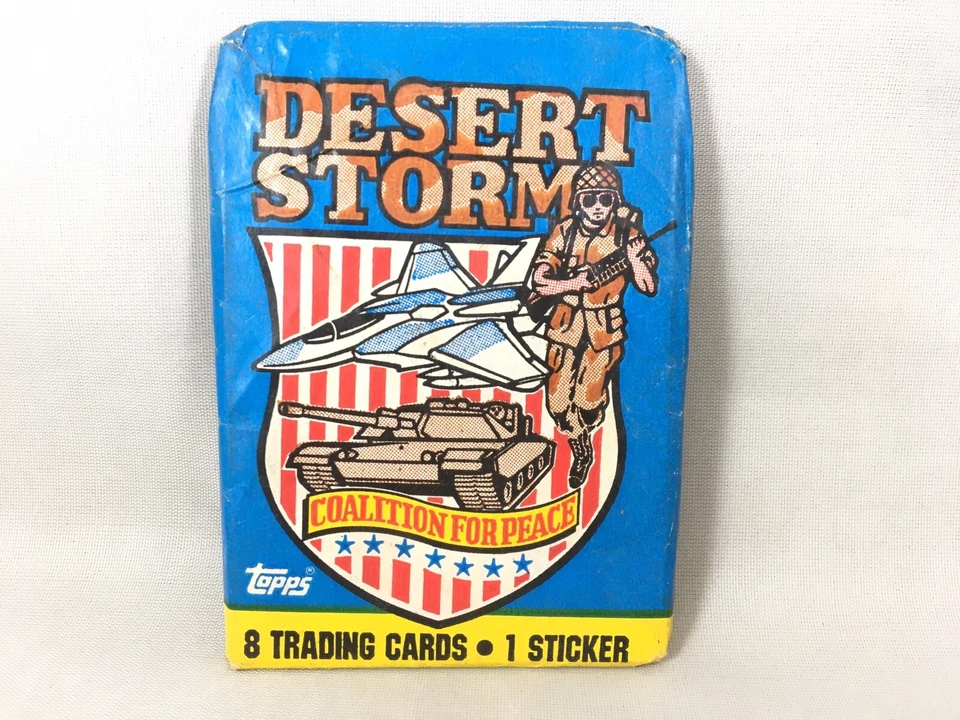 DESERT
STORM
COALITION FOR PEACE
topps
8 TRADING CARDS • 1 STICKER